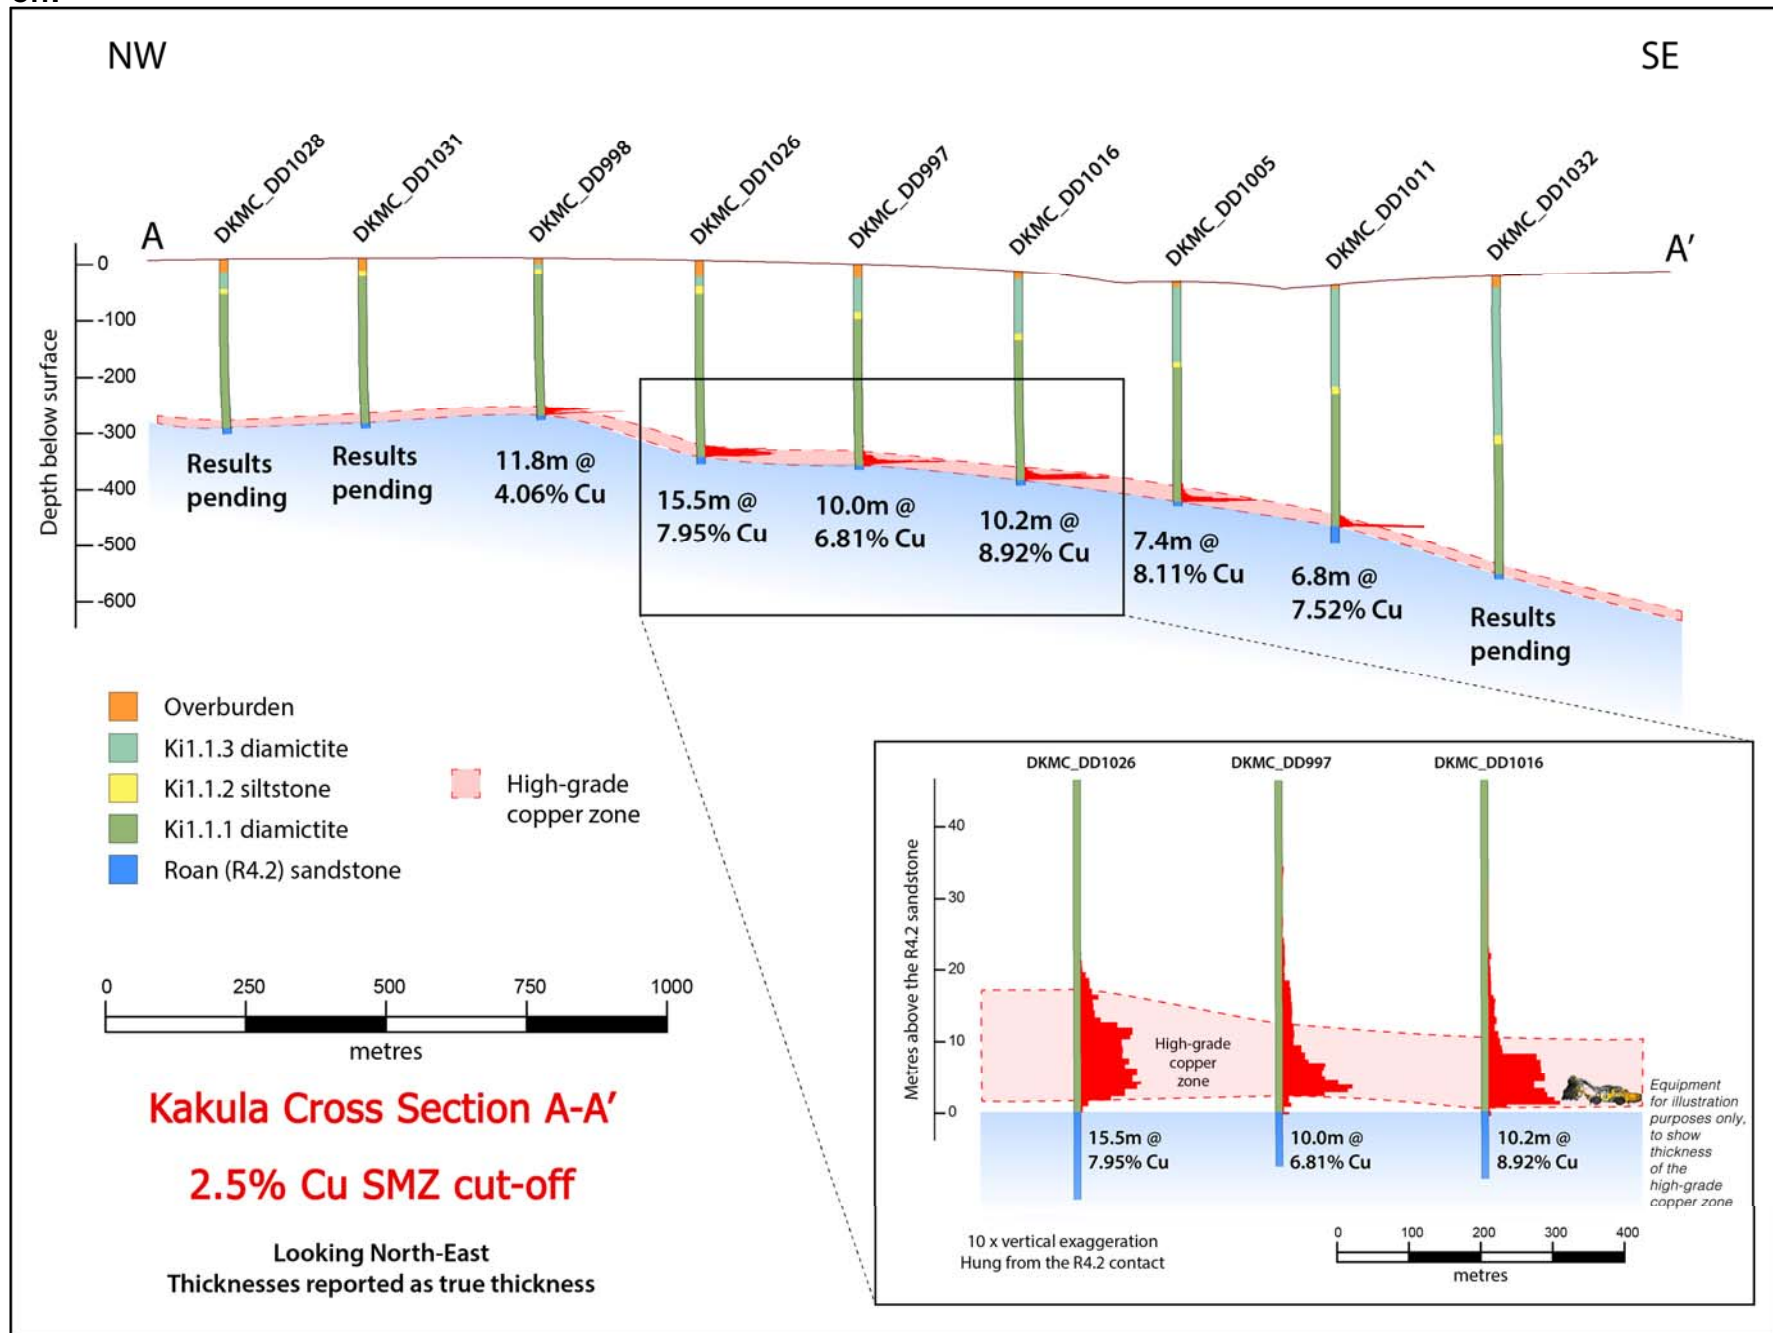 NW
SE
DKMC_DD1028
DKMC_DD1031
DKMC_DD998
DKMC_DD1026
DKMC_DD997
DKMC_DD1016
DKMC_DD1005
DKMC_DD1011
DKMC_DD1032
A
A′
Depth below surface
0
-100
-200
-300
-400
-500
-600
Results
pending
Results
pending
11.8m @
4.06% Cu
15.5m @
7.95% Cu
10.0m @
6.81% Cu
10.2m @
8.92% Cu
7.4m @
8.11% Cu
6.8m @
7.52% Cu
Results
pending
Overburden
Ki1.1.3 diamictite
Ki1.1.2 siltstone
Ki1.1.1 diamictite
Roan (R4.2) sandstone
High-grade
copper zone
0 250 500 750 1000
metres
Kakula Cross Section A-A′
2.5% Cu SMZ cut-off
Looking North-East
Thicknesses reported as true thickness
DKMC_DD1026
DKMC_DD997
DKMC_DD1016
Metres above the R4.2 sandstone
40
30
20
10
0
High-grade
copper
zone
15.5m @
7.95% Cu
10.0m @
6.81% Cu
10.2m @
8.92% Cu
Equipment
for illustration
purposes only,
to show
thickness
of the
high-grade
copper zone
10 x vertical exaggeration
Hung from the R4.2 contact
0 100 200 300 400
metres